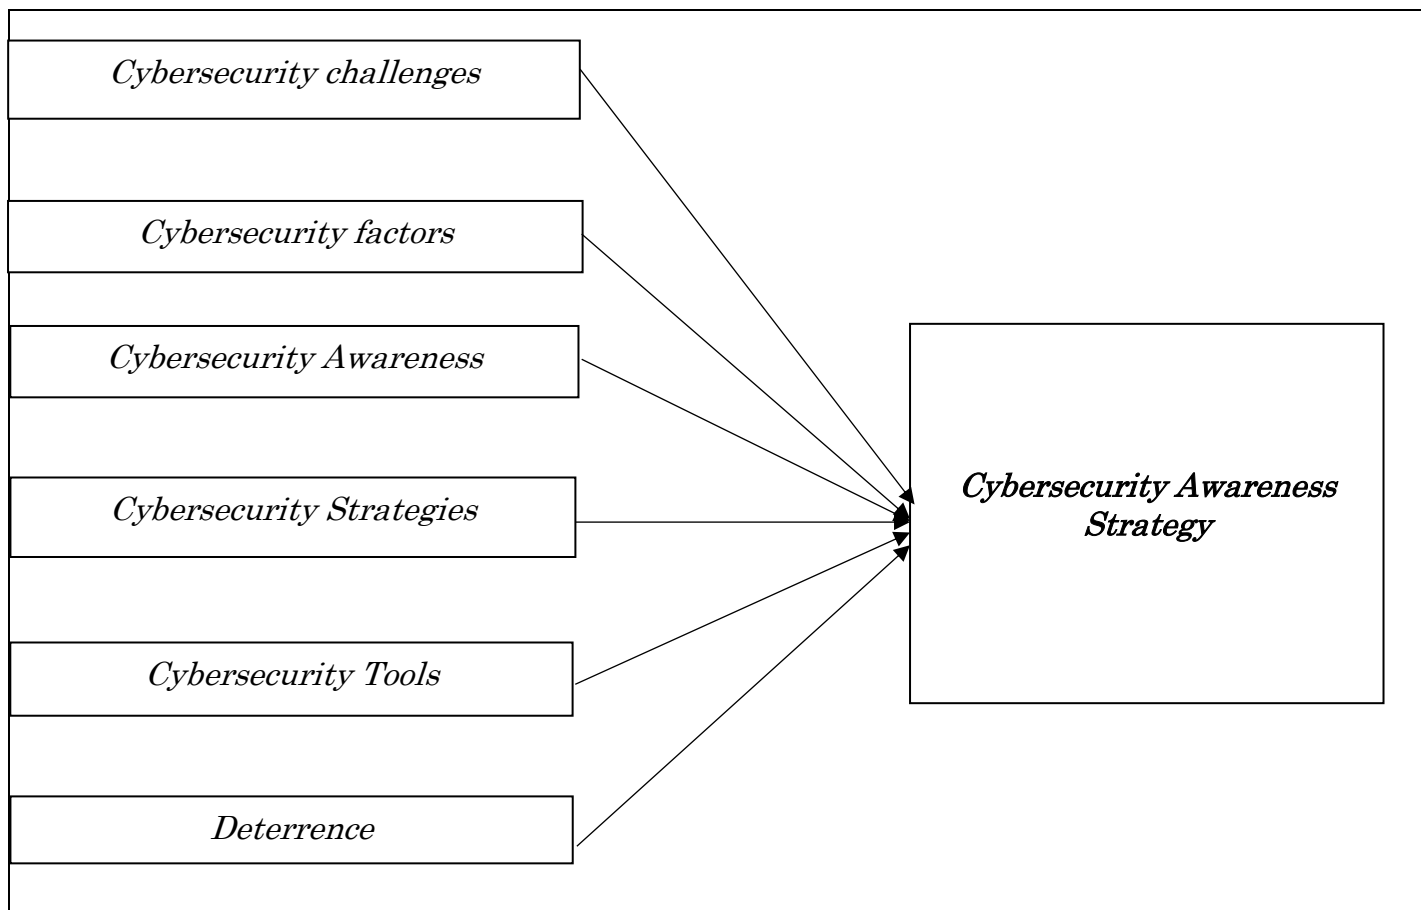 Cybersecurity challenges
Cybersecurity factors
Cybersecurity Awareness
Cybersecurity Strategies
Cybersecurity Tools
Deterrence
Cybersecurity Awareness
Strategy